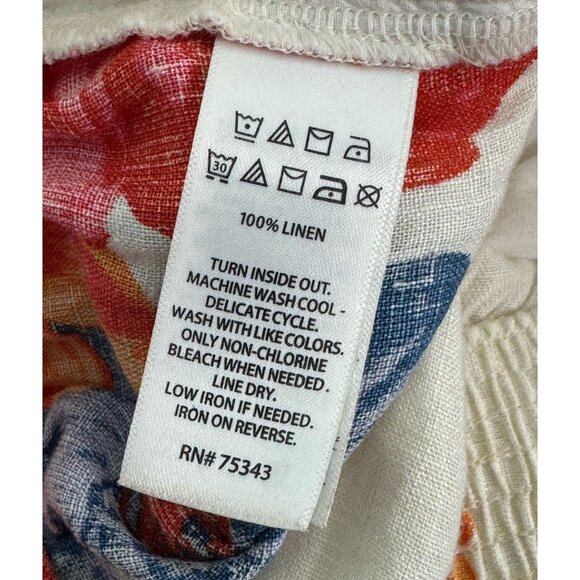 30
100% LINEN
TURN INSIDE OUT.
MACHINE WASH COOL -
DELICATE CYCLE.
WASH WITH LIKE COLORS.
ONLY NON-CHLORINE
BLEACH WHEN NEEDED.
LINE DRY.
LOW IRON IF NEEDED.
IRON ON REVERSE.
RN# 75343